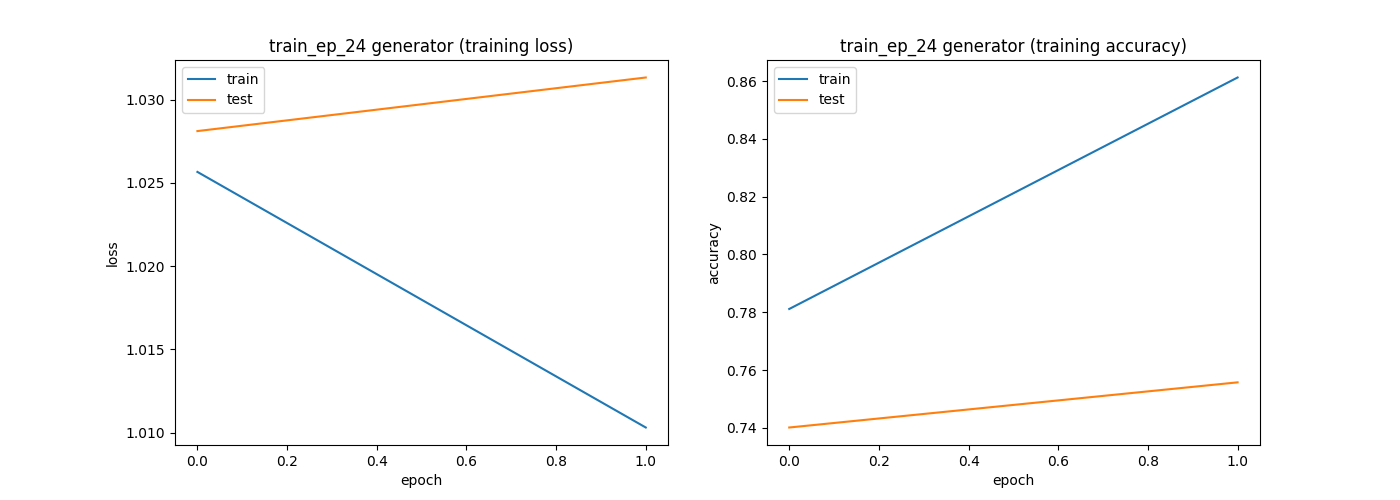 train_ep_24 generator (training loss)
train
test
1.030
1.025
1.020
1.015
1.010
loss
0.0 0.2 0.4 0.6 0.8 1.0
epoch
train_ep_24 generator (training accuracy)
train
test
0.86
0.84
0.82
0.80
0.78
0.76
0.74
accuracy
0.0 0.2 0.4 0.6 0.8 1.0
epoch